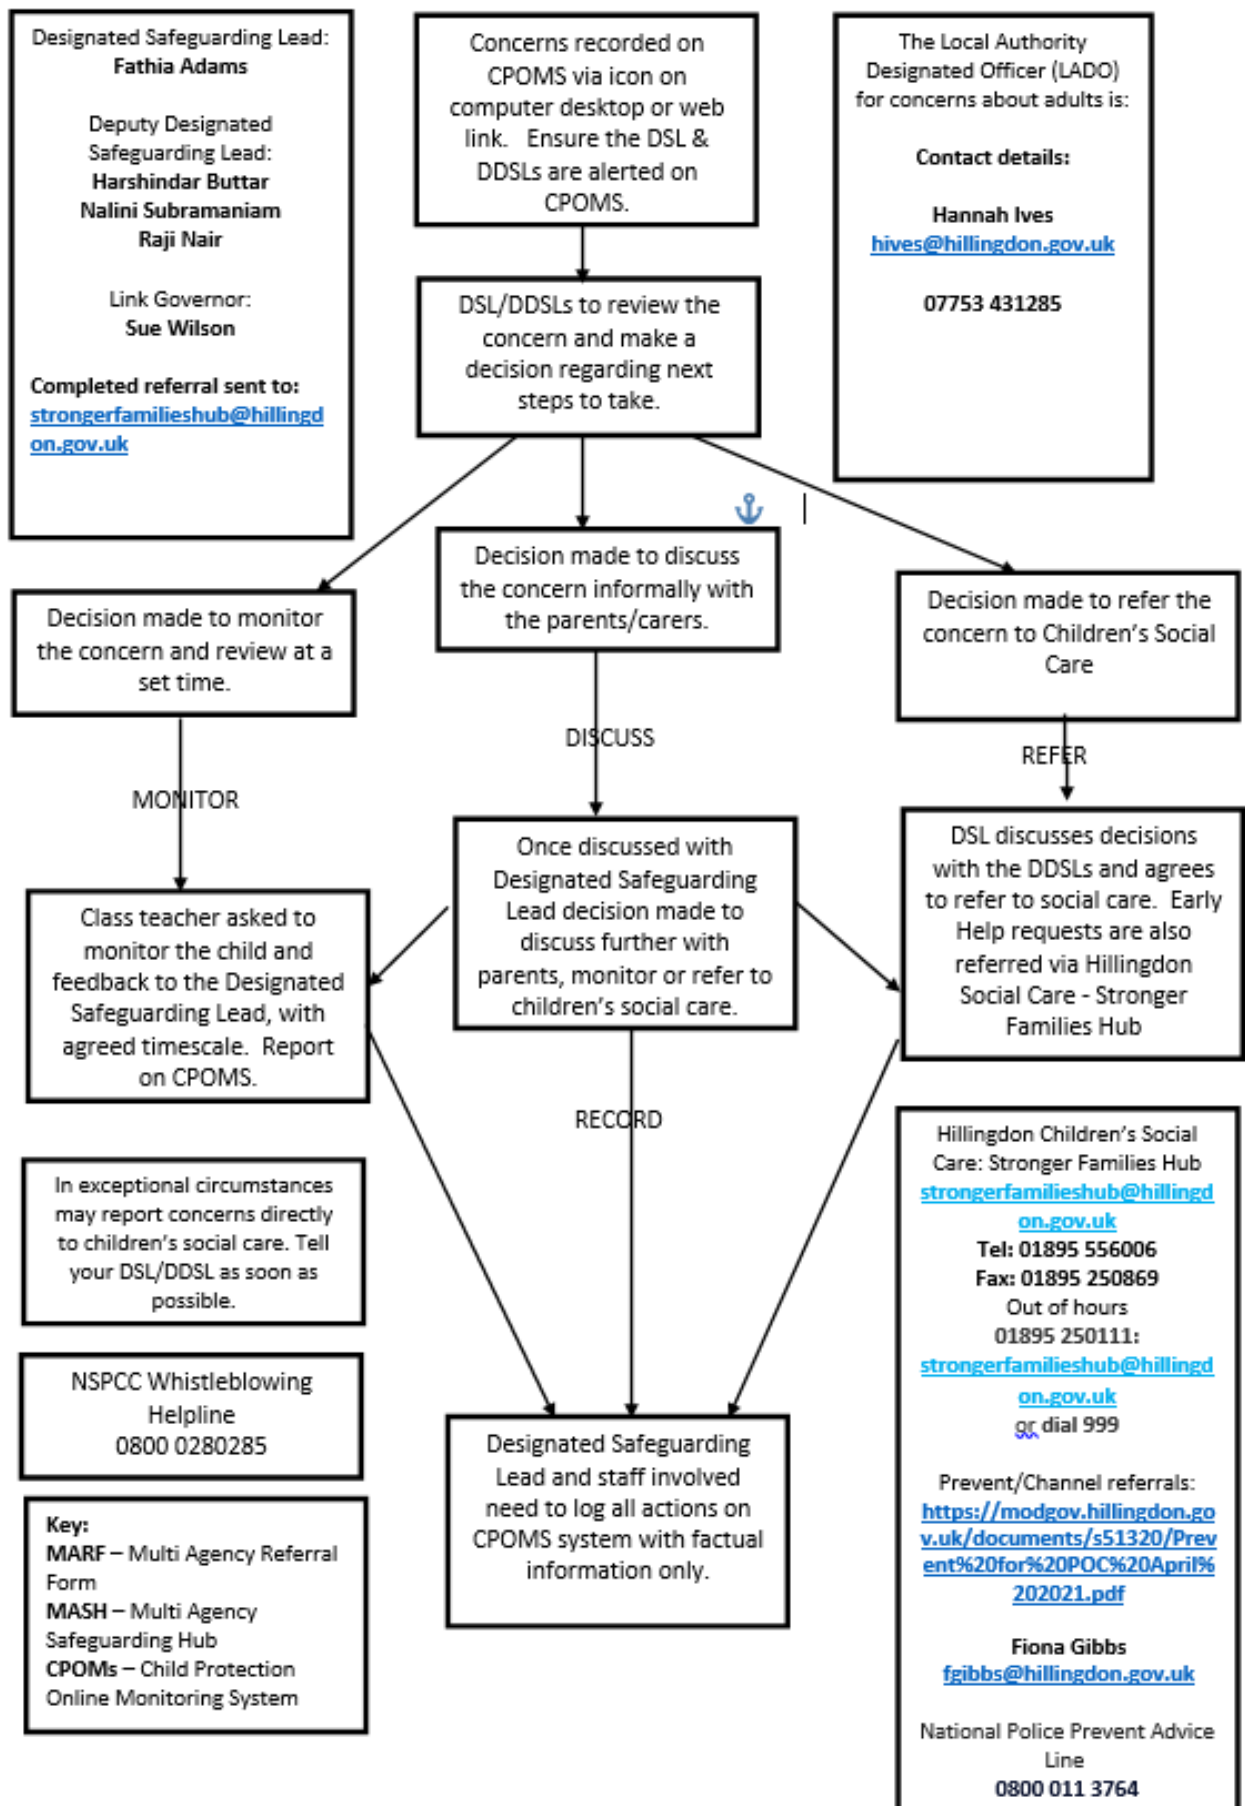 Designated Safeguarding Lead:
Fathia Adams
Deputy Designated
Safeguarding Lead:
Harshindar Buttar
Nalini Subramaniam
Raji Nair
Link Governor:
Sue Wilson
Completed referral sent to:
strongerfamilieshub@hillingd
on.gov.uk
Concerns recorded on
CPOMS via icon on
computer desktop or web
link. Ensure the DSL &
DDSLs are alerted on
CPOMS.
The Local Authority
Designated Officer (LADO)
for concerns about adults is:
Contact details:
Hannah Ives
hives@hillingdon.gov.uk
07753 431285
DSL/DDSLs to review the
concern and make a
decision regarding next
steps to take.
Decision made to monitor
the concern and review at a
set time.
Decision made to discuss
the concern informally with
the parents/carers.
Decision made to refer the
concern to Children's Social
Care
MONITOR
DISCUSS
REFER
Class teacher asked to
monitor the child and
feedback to the Designated
Safeguarding Lead, with
agreed timescale. Report
on CPOMS.
Once discussed with
Designated Safeguarding
Lead decision made to
discuss further with
parents, monitor or refer to
children's social care.
DSL discusses decisions
with the DDSLs and agrees
to refer to social care. Early
Help requests are also
referred via Hillingdon
Social Care - Stronger
Families Hub
RECORD
In exceptional circumstances
may report concerns directly
to children's social care. Tell
your DSL/DDSL as soon as
possible.
NSPCC Whistleblowing
Helpline
0800 0280285
Key:
MARF – Multi Agency Referral
Form
MASH – Multi Agency
Safeguarding Hub
CPOMs – Child Protection
Online Monitoring System
Designated Safeguarding
Lead and staff involved
need to log all actions on
CPOMS system with factual
information only.
Hillingdon Children's Social
Care: Stronger Families Hub
strongerfamilieshub@hillingd
on.gov.uk
Tel: 01895 556006
Fax: 01895 250869
Out of hours
01895 250111:
strongerfamilieshub@hillingd
on.gov.uk
or dial 999
Prevent/Channel referrals:
https://modgov.hillingdon.go
v.uk/documents/s51320/Prev
ent%20for%20POC%20April%
202021.pdf
Fiona Gibbs
fgibbs@hillingdon.gov.uk
National Police Prevent Advice
Line
0800 011 3764